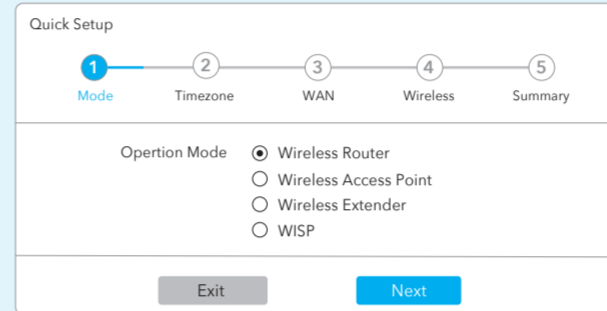 Quick Setup
1 2 3 4 5
Mode Timezone WAN Wireless Summary
Opertion Mode Wireless Router
Wireless Access Point
Wireless Extender
WISP
Exit Next